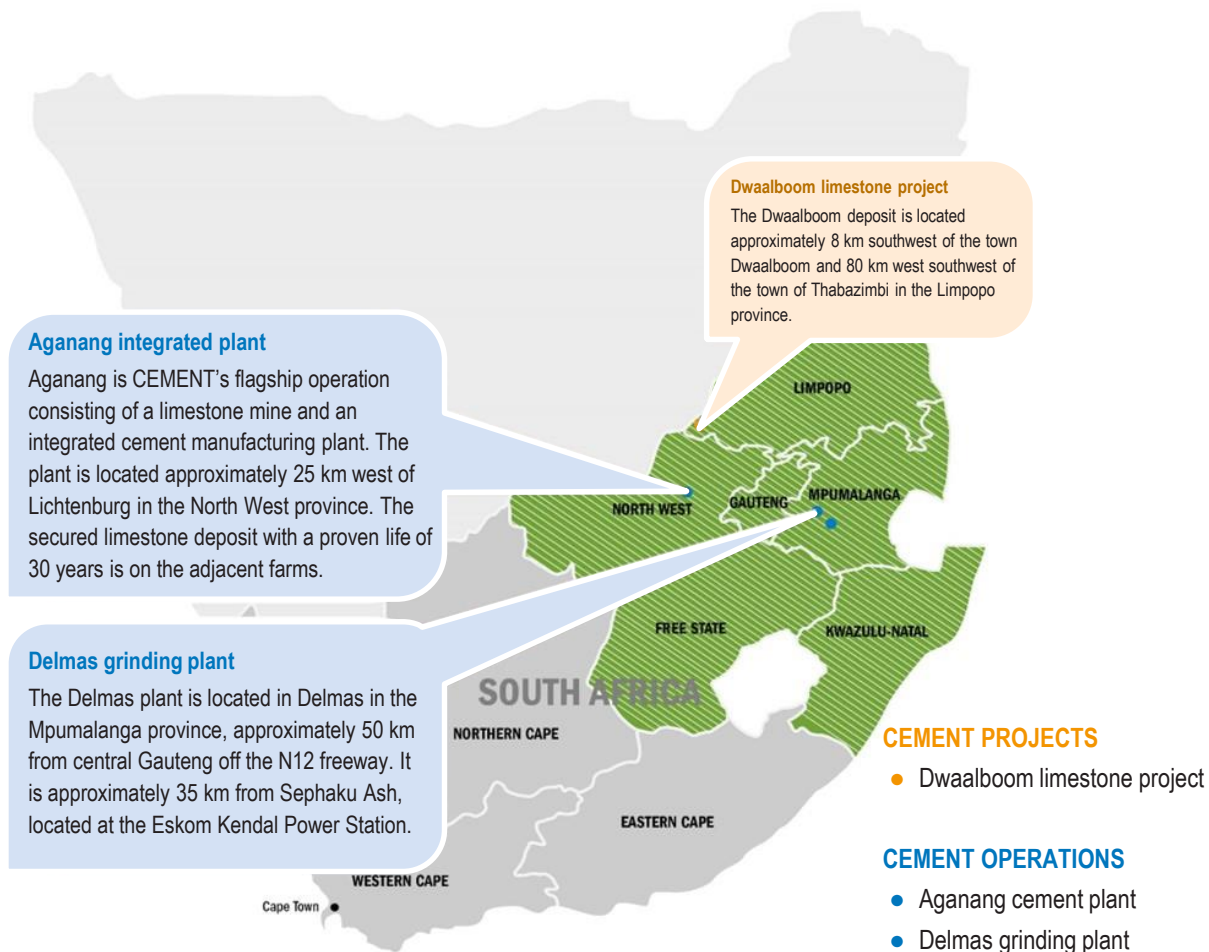 Dwaalboom limestone project
The Dwaalboom deposit is located
approximately 8 km southwest of the town
Dwaalboom and 80 km west southwest of
the town of Thabazimbi in the Limpopo
province.
Aganang integrated plant
Aganang is CEMENT’s flagship operation
consisting of a limestone mine and an
integrated cement manufacturing plant. The
plant is located approximately 25 km west of
Lichtenburg in the North West province. The
secured limestone deposit with a proven life of
30 years is on the adjacent farms.
Delmas grinding plant
The Delmas plant is located in Delmas in the
Mpumalanga province, approximately 50 km
from central Gauteng off the N12 freeway. It
is approximately 35 km from Sephaku Ash,
located at the Eskom Kendal Power Station.
LIMPOPO
NORTH WEST
GAUTENG
MPUMALANGA
FREE STATE
KWAZULU-NATAL
SOUTH AFRICA
NORTHERN CAPE
EASTERN CAPE
WESTERN CAPE
Cape Town
CEMENT PROJECTS
Dwaalboom limestone project
CEMENT OPERATIONS
Aganang cement plant
Delmas grinding plant